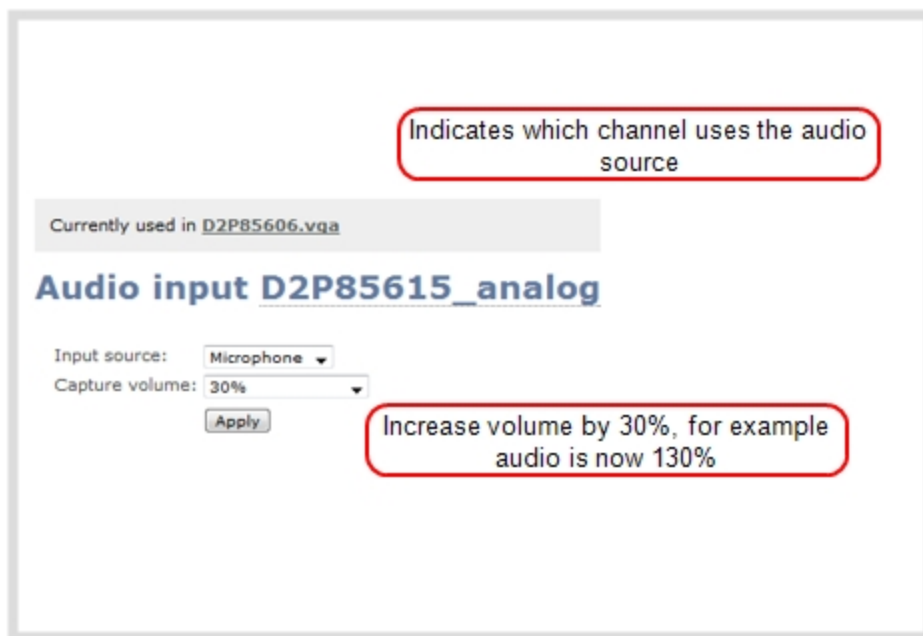 Indicates which channel uses the audio
source
Currently used in D2P85606.vga
Audio input D2P85615_analog
Input source: Microphone
Capture volume: 30%
Apply
Increase volume by 30%, for example
audio is now 130%